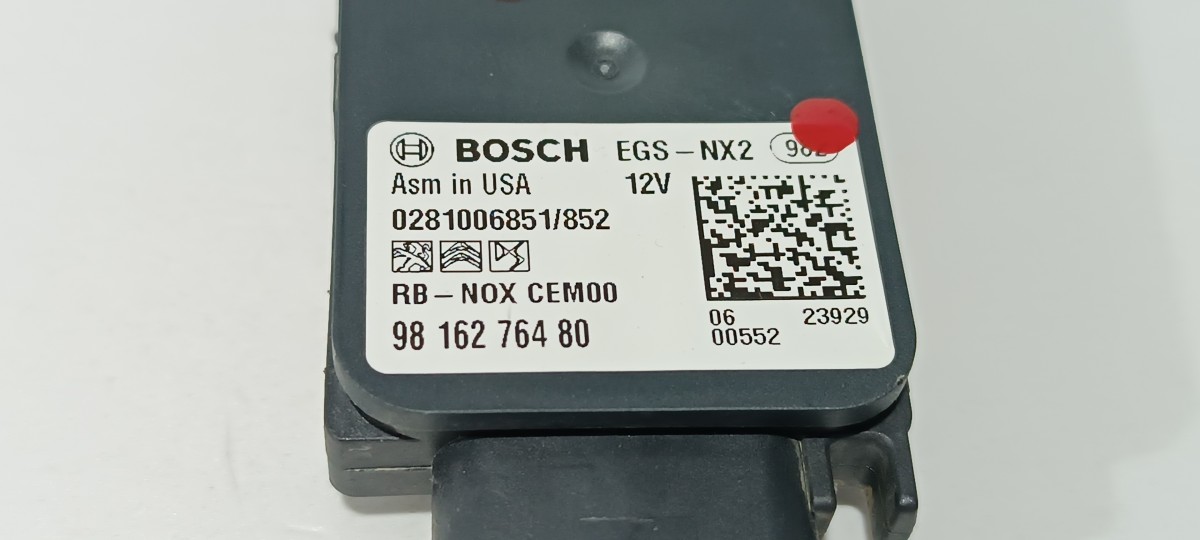 BOSCH EGS-NX2
Asm in USA 12V
0281006851/852
RB-NOX CEM00
98 162 764 80
06 23929
00552